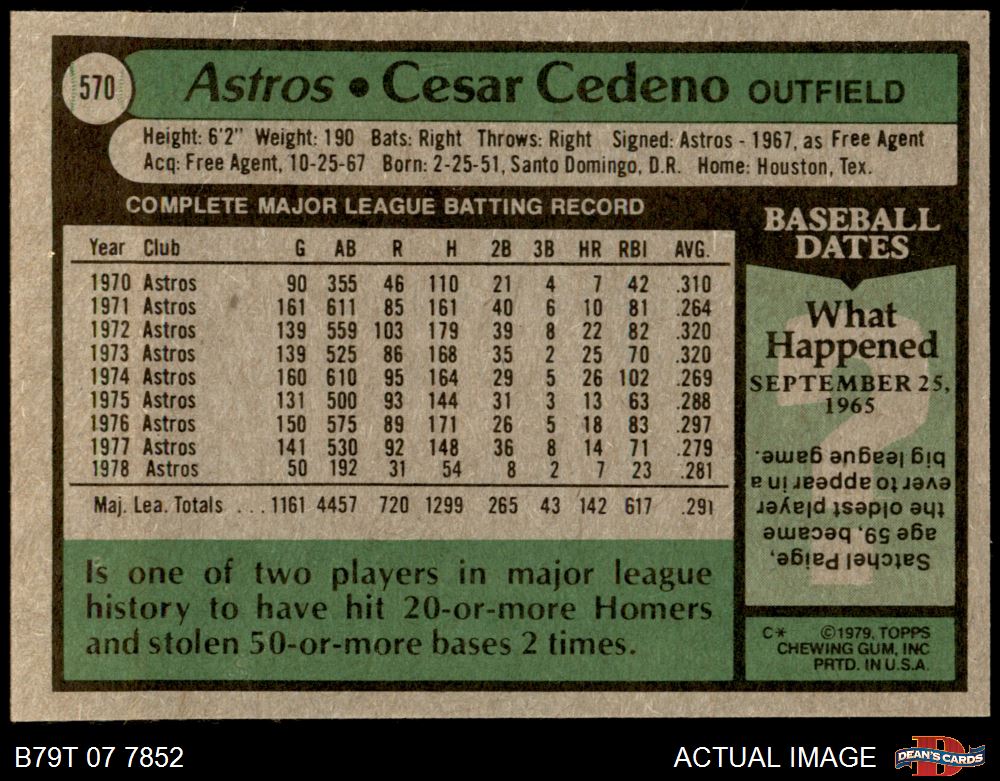 570
Astros • Cesar Cedeno OUTFIELD
Height: 6'2" Weight: 190 Bats: Right Throws: Right Signed: Astros - 1967, as Free Agent
Acq: Free Agent, 10-25-67 Born: 2-25-51, Santo Domingo, D.R. Home: Houston, Tex.
COMPLETE MAJOR LEAGUE BATTING RECORD
Year Club G AB R H 2B 3B HR RBI AVG.
1970 Astros 90 355 46 110 21 4 7 42 .310
1971 Astros 161 611 85 161 40 6 10 81 .264
1972 Astros 139 559 103 179 39 8 22 82 .320
1973 Astros 139 525 86 168 35 2 25 70 .320
1974 Astros 160 610 95 164 29 5 26 102 .269
1975 Astros 131 500 93 144 31 3 13 63 .288
1976 Astros 150 575 89 171 26 5 18 83 .297
1977 Astros 141 530 92 148 36 8 14 71 .279
1978 Astros 50 192 31 54 8 2 7 23 .281
Maj. Lea. Totals . . . 1161 4457 720 1299 265 43 142 617 .291
Is one of two players in major league
history to have hit 20-or-more Homers
and stolen 50-or-more bases 2 times.
BASEBALL
DATES
What
Happened
SEPTEMBER 25,
1965
Satchel Paige,
age 59, became
the oldest player
ever to appear in a
big league game.
C* ©1979, TOPPS
CHEWING GUM, INC
PRTD. IN U.S.A.
B79T 07 7852
ACTUAL IMAGE
D
DEAN'S CARDS